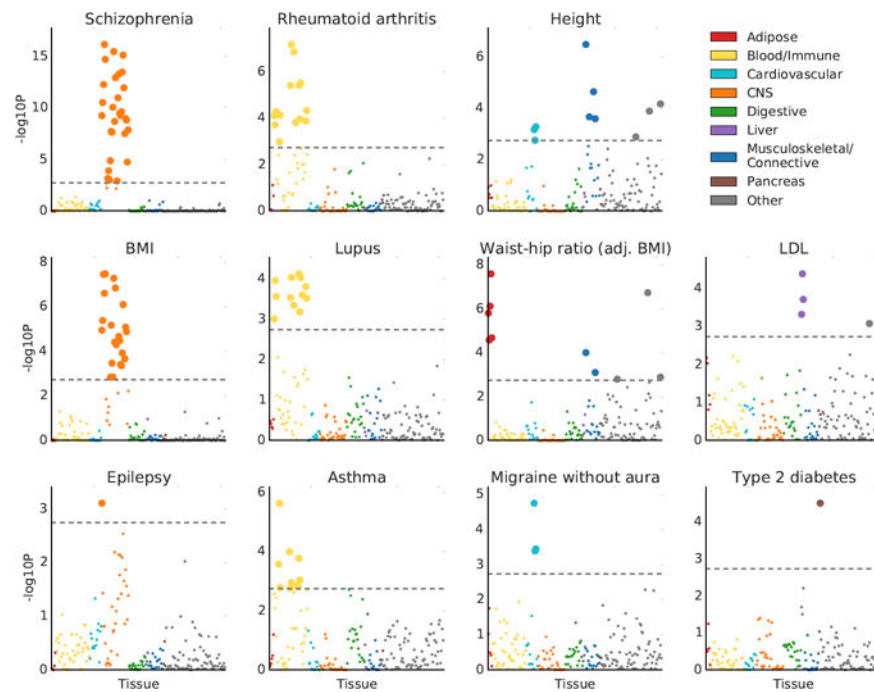 Schizophrenia
Rheumatoid arthritis
Height
15
10
5
0
-log10P
6
4
2
0
8
6
4
2
0
Adipose
Blood/Immune
Cardiovascular
CNS
Digestive
Liver
Musculoskeletal/
Connective
Pancreas
Other
BMI
Lupus
Waist-hip ratio (adj. BMI)
LDL
8
6
4
2
0
-log10P
4
3
2
1
0
8
6
4
2
0
4
3
2
1
0
Epilepsy
Asthma
Migraine without aura
Type 2 diabetes
3
2
1
0
-log10P
6
4
2
0
5
4
3
2
1
0
4
3
2
1
0
Tissue
Tissue
Tissue
Tissue